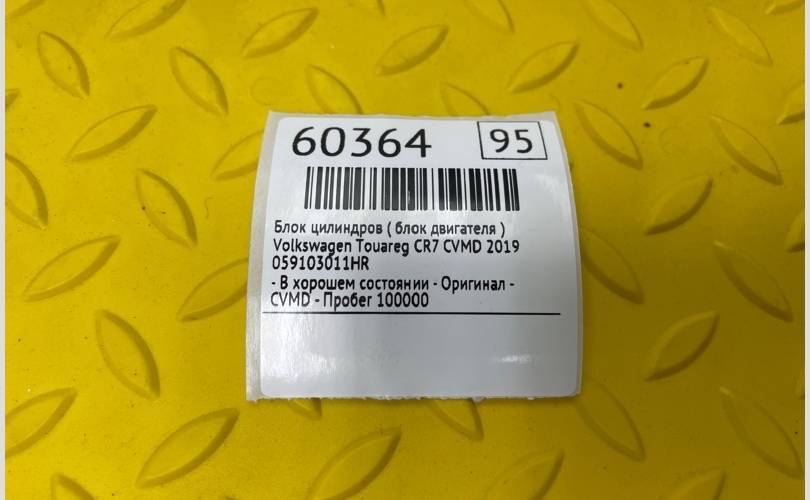 60364 95
Блок цилиндров ( блок двигателя )
Volkswagen Touareg CR7 CVMD 2019
059103011HR
- В хорошем состоянии - Оригинал -
CVMD - Пробег 100000